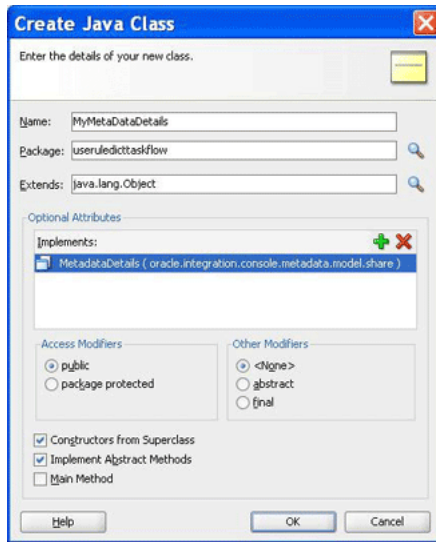 Create Java Class
Enter the details of your new class.
Name: MyMetaDataDetails
Package: useruledicttaskflow
Extends: java.lang.Object
Optional Attributes
Implements:
MetadataDetails ( oracle.integration.console.metadata.model.share )
Access Modifiers
public
package protected
Other Modifiers
<None>
abstract
final
Constructors from Superclass
Implement Abstract Methods
Main Method
Help
OK
Cancel